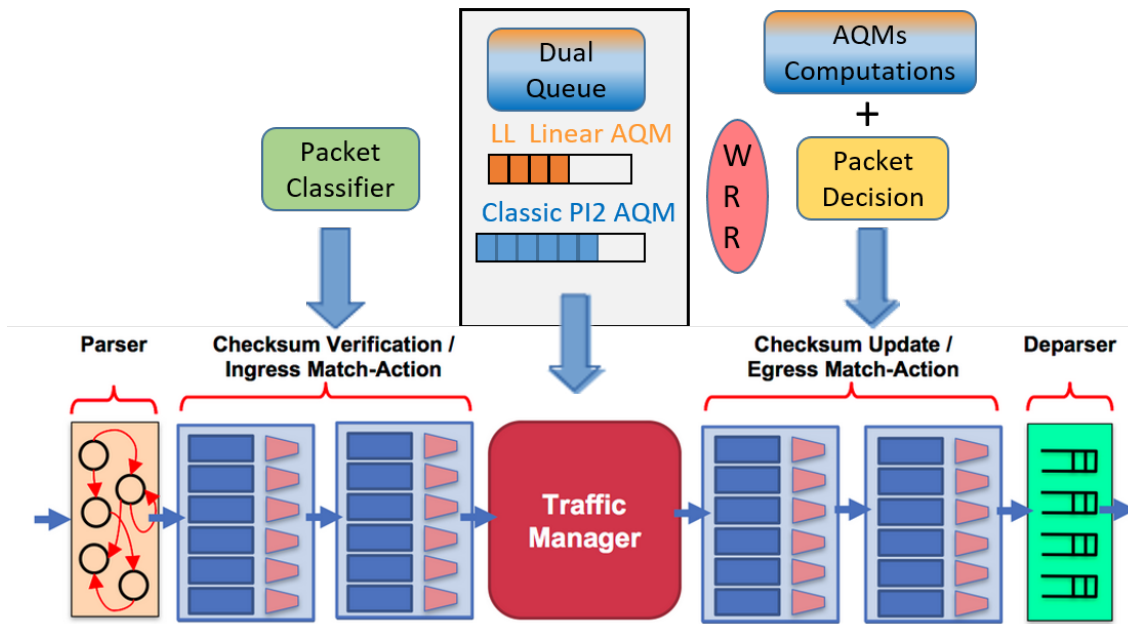 Dual
Queue
LL Linear AQM
Classic PI2 AQM
AQMs
Computations
+
Packet
Classifier
W
R
R
Packet
Decision
Parser
Checksum Verification /
Ingress Match-Action
Checksum Update /
Egress Match-Action
Deparser
Traffic
Manager